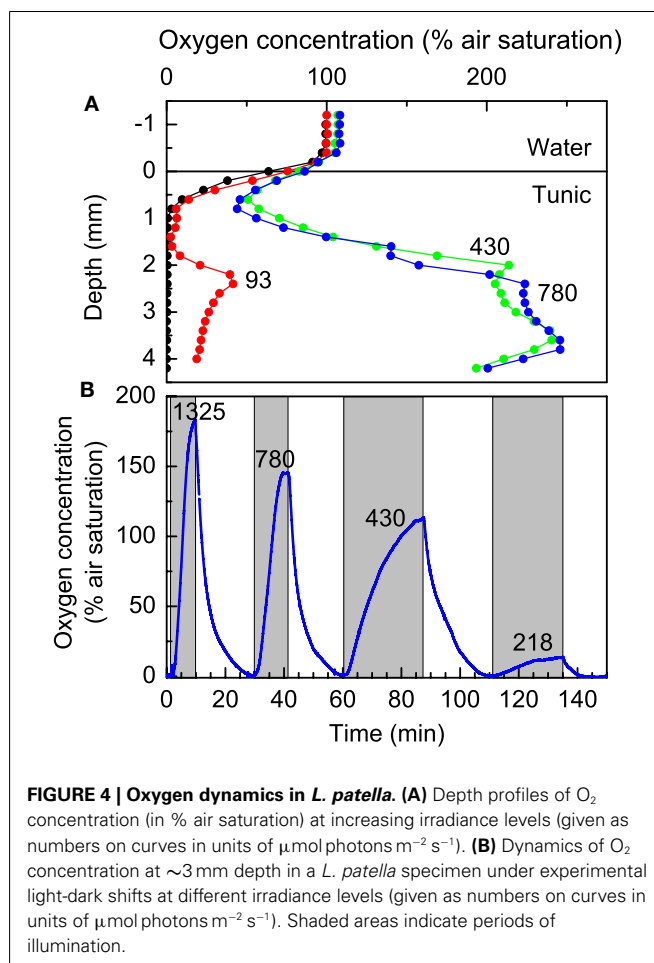 Oxygen concentration (% air saturation)
0 100 200
A
-1
0
1
2
3
4
Depth (mm)
Water
Tunic
430
780
93
B
200
150
100
50
0
Oxygen concentration
(% air saturation)
1325
780
430
218
0 20 40 60 80 100 120 140
Time (min)
FIGURE 4 | Oxygen dynamics in L. patella. (A) Depth profiles of O₂
concentration (in % air saturation) at increasing irradiance levels (given as
numbers on curves in units of μmol photons m⁻² s⁻¹). (B) Dynamics of O₂
concentration at ∼3 mm depth in a L. patella specimen under experimental
light-dark shifts at different irradiance levels (given as numbers on curves in
units of μmol photons m⁻² s⁻¹). Shaded areas indicate periods of
illumination.